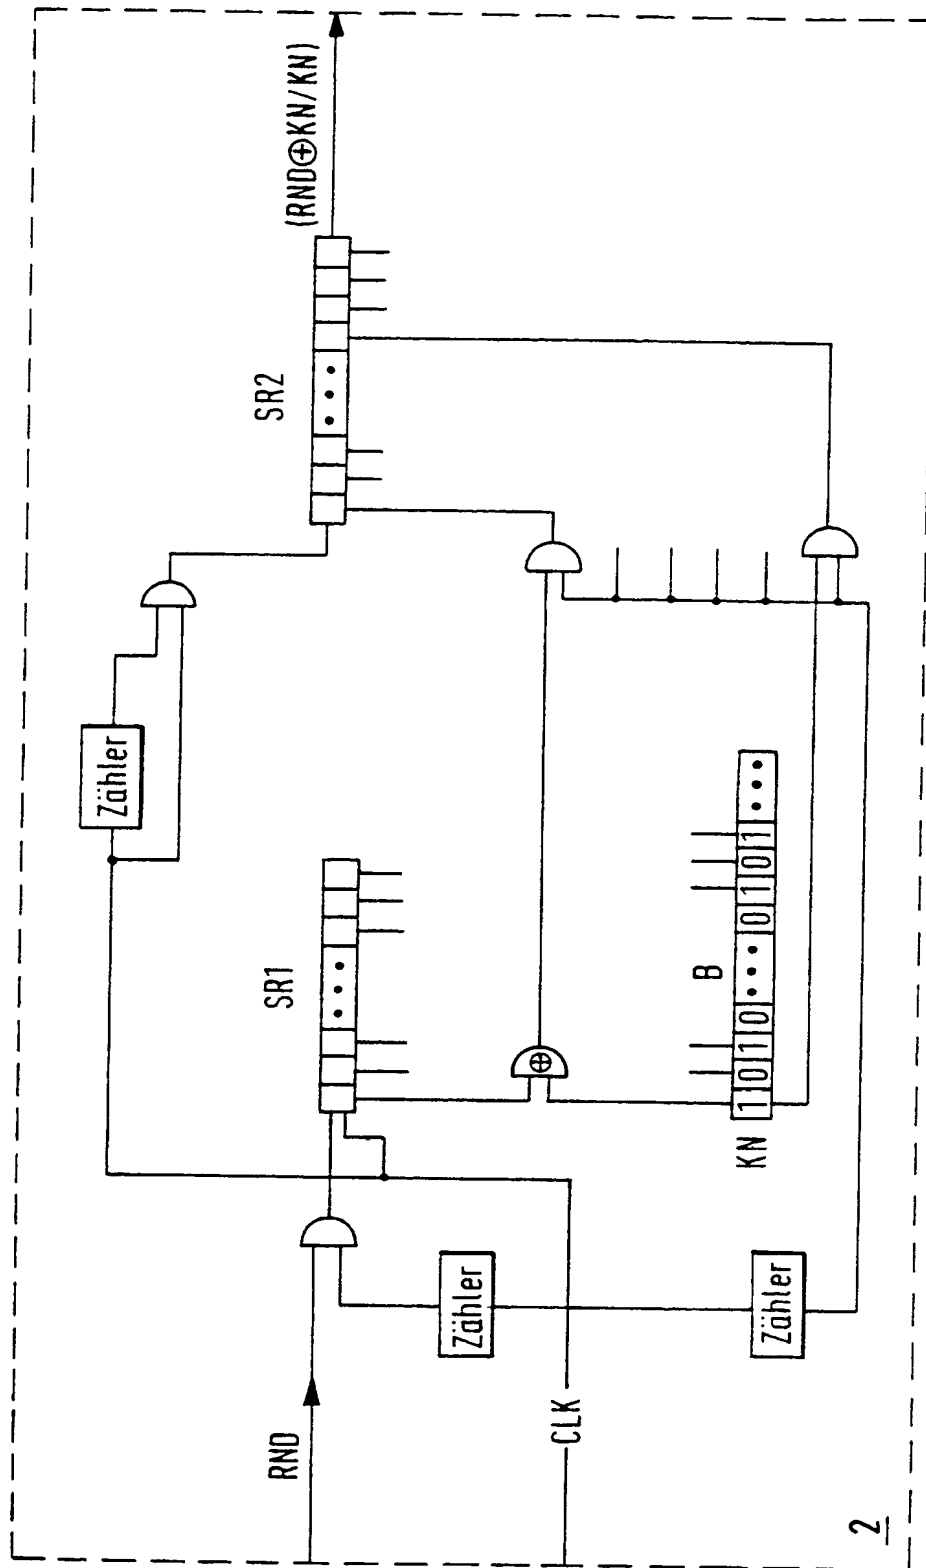 (RND⊕KN/KN)
SR2
Zähler
SR1
⊕
B
KN 1 0 1 0 • • • 0 1 0 1 • • •
RND
Zähler
Zähler
CLK
2